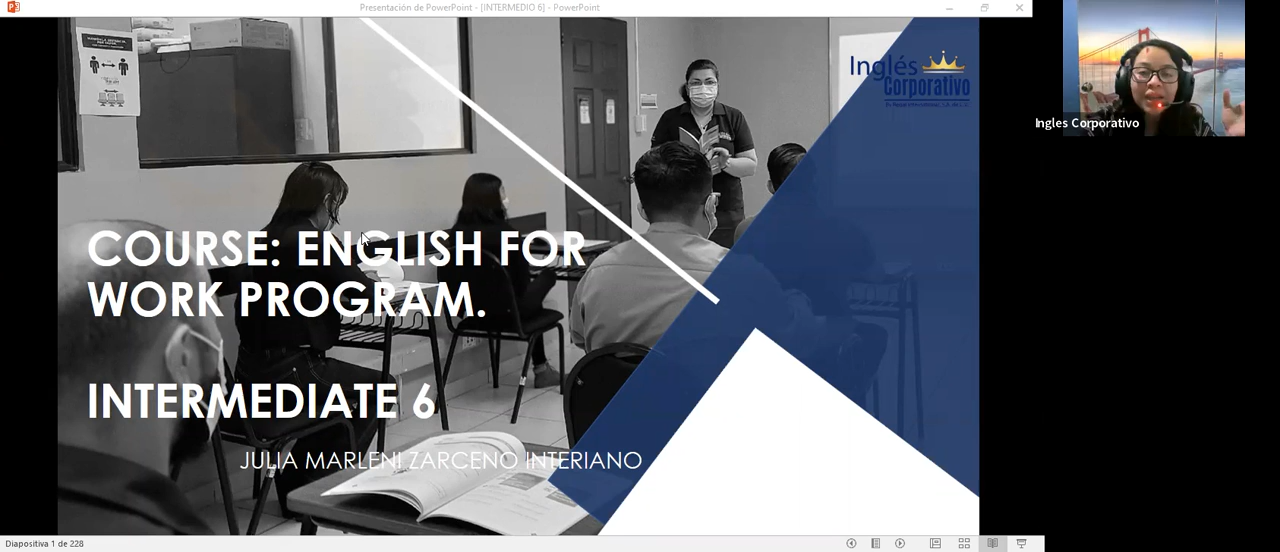 Presentación de PowerPoint - [INTERMEDIO 6] - PowerPoint
Inglés
Corporativo
Ingles Corporativo
COURSE: ENGLISH FOR
WORK PROGRAM.
INTERMEDIATE 6
JULIA MARLENI ZARCENO INTERIANO
Diapositiva 1 de 228